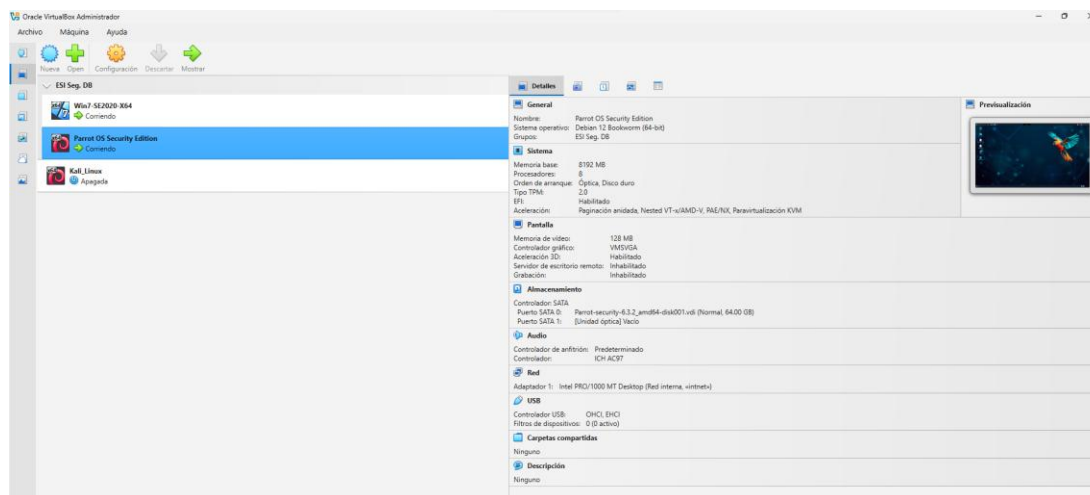 Oracle VirtualBox Administrador
Archivo Máquina Ayuda
Nueva Open Configuración Descartar Mostrar
ESI Seg. DB
Win7-SE2020-X64
Corriendo
Parrot OS Security Edition
Corriendo
Kali_Linux
Apagada
Detalles
General
Nombre: Parrot OS Security Edition
Sistema operativo: Debian 12 Bookworm (64-bit)
Grupos: ESI Seg. DB
Sistema
Memoria base: 8192 MB
Procesadores: 8
Orden de arranque: Óptica, Disco duro
Tipo TPM: 2.0
EFI: Habilitado
Aceleración: Paginación anidada, Nested VT-x/AMD-V, PAE/NX, Paravirtualización KVM
Pantalla
Memoria de vídeo: 128 MB
Controlador gráfico: VMSVGA
Aceleración 3D: Habilitado
Servidor de escritorio remoto: Inhabilitado
Grabación: Inhabilitado
Almacenamiento
Controlador: SATA
Puerto SATA 0: Parrot-security-6.3.2_amd64-disk001.vdi (Normal, 64.00 GB)
Puerto SATA 1: [Unidad óptica] Vacío
Audio
Controlador de anfitrión: Predeterminado
Controlador: ICH AC97
Red
Adaptador 1: Intel PRO/1000 MT Desktop (Red interna, «intnet»)
USB
Controlador USB: OHCI, EHCI
Filtros de dispositivos: 0 (0 activo)
Carpetas compartidas
Ninguno
Descripción
Ninguno
Previsualización